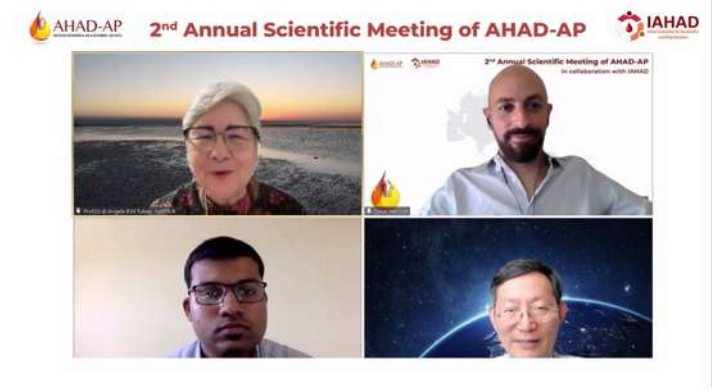 AHAD-AP
2nd Annual Scientific Meeting of AHAD-AP
IAHAD
AHAD-AP
IAHAD
2nd Annual Scientific Meeting of AHAD-AP
in collaboration with IAHAD